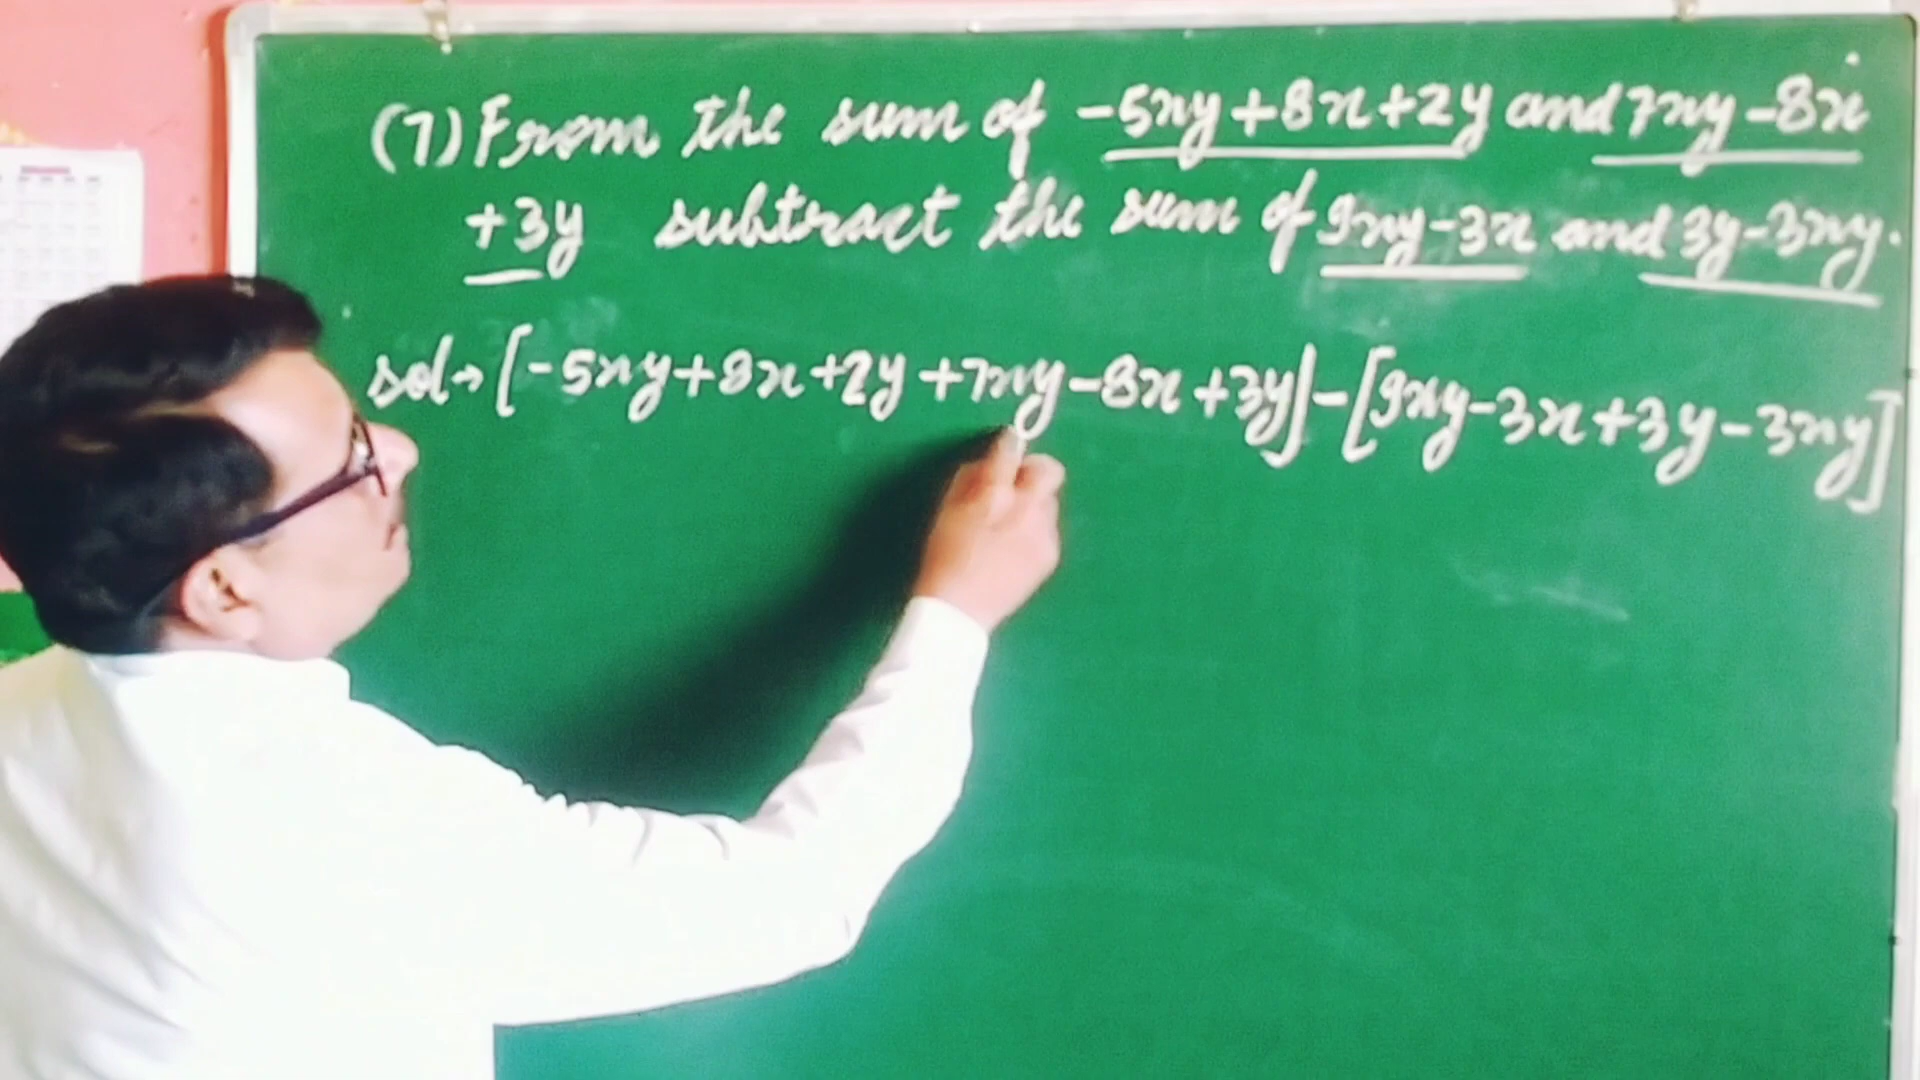 (7) From the sum of -5xy+8x+2y and 7xy-8x
+3y subtract the sum of 9xy-3x and 3y-3xy.
sol→ [-5xy+8x+2y+7xy-8x+3y]-[9xy-3x+3y-3xy]